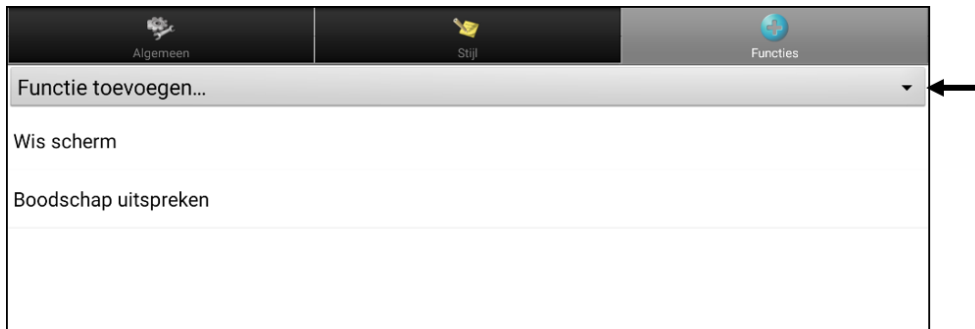 Algemeen
Stijl
Functies
Functie toevoegen...
Wis scherm
Boodschap uitspreken